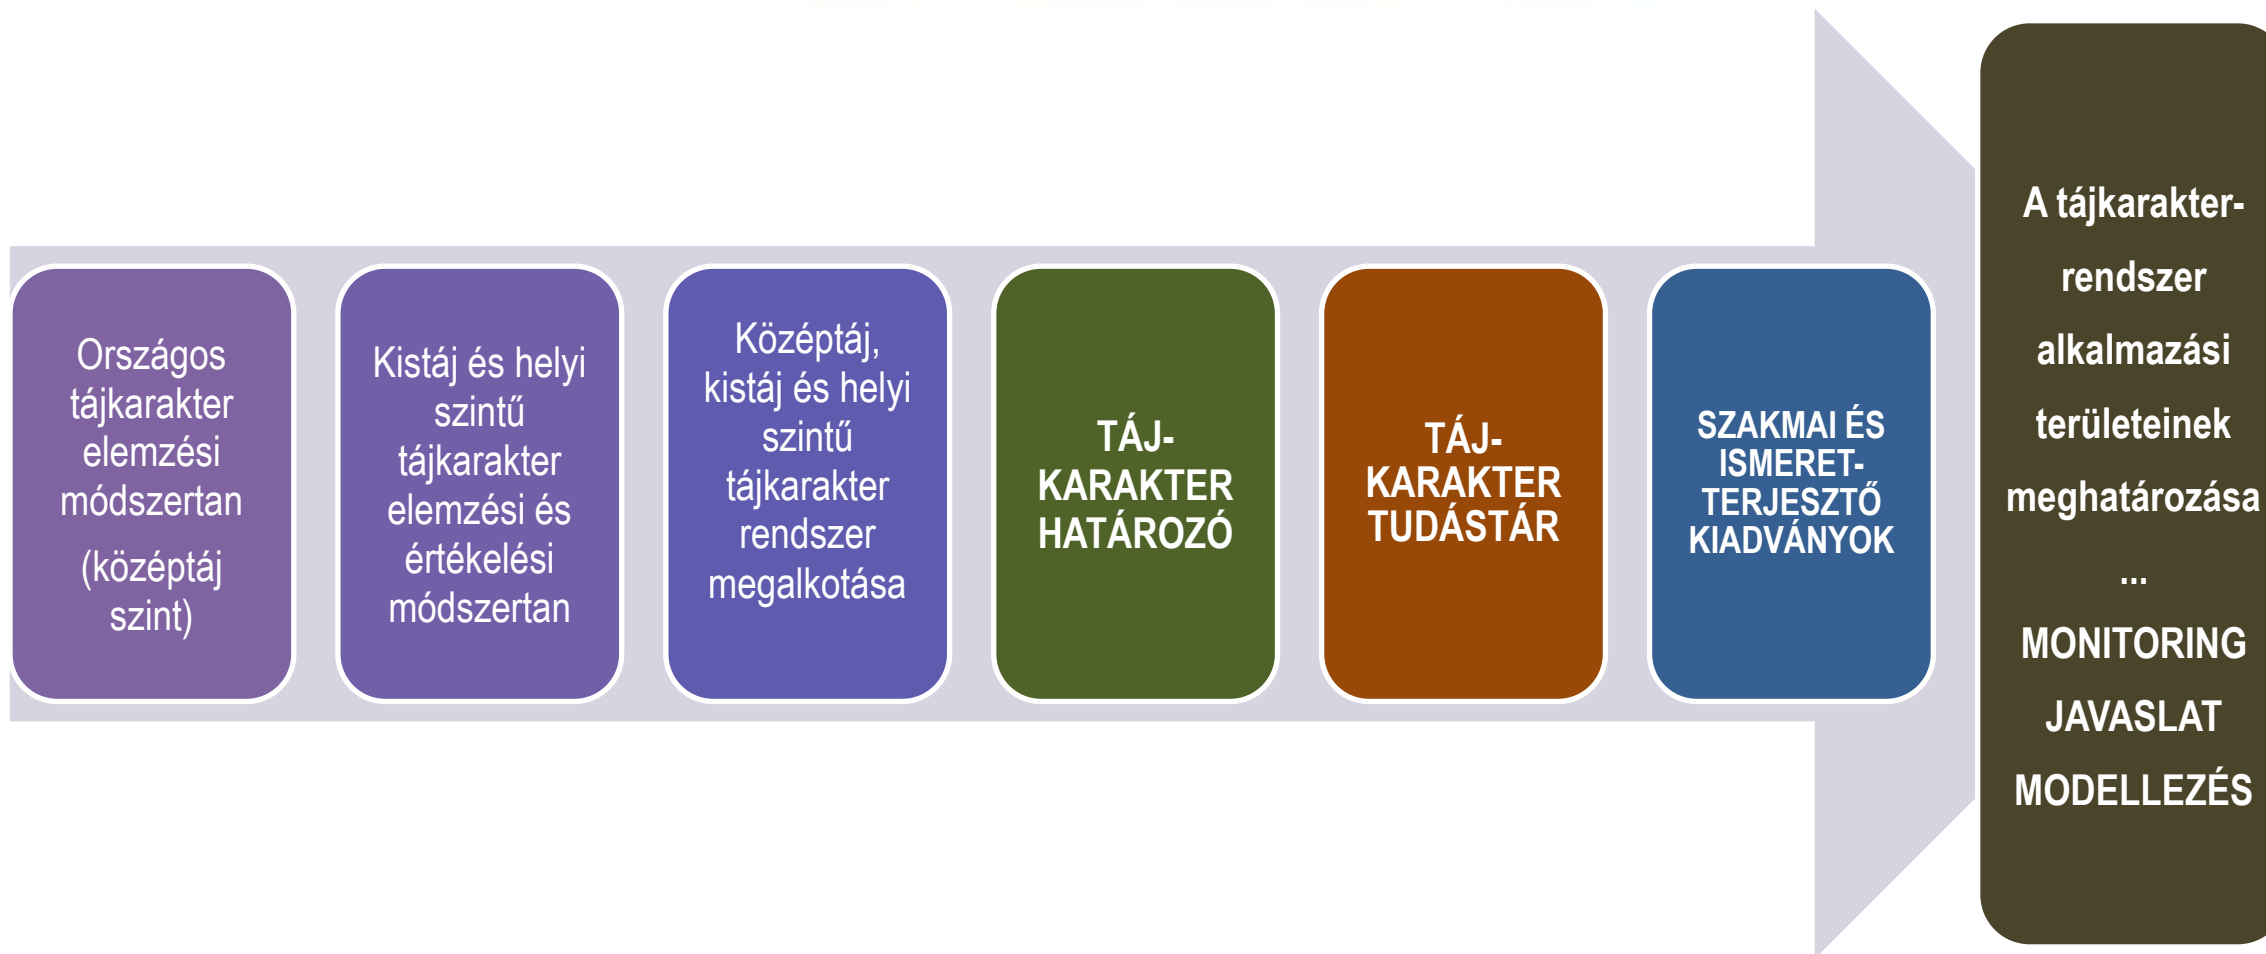 Országos
tájkarakter
elemzési
módszertan
(középtáj
szint)
Kistáj és helyi
szintű
tájkarakter
elemzési és
értékelési
módszertan
Középtáj,
kistáj és helyi
szintű
tájkarakter
rendszer
megalkotása
TÁJ-
KARAKTER
HATÁROZÓ
TÁJ-
KARAKTER
TUDÁSTÁR
SZAKMAI ÉS
ISMERET-
TERJESZTŐ
KIADVÁNYOK
A tájkarakter-
rendszer
alkalmazási
területeinek
meghatározása
...
MONITORING
JAVASLAT
MODELLEZÉS